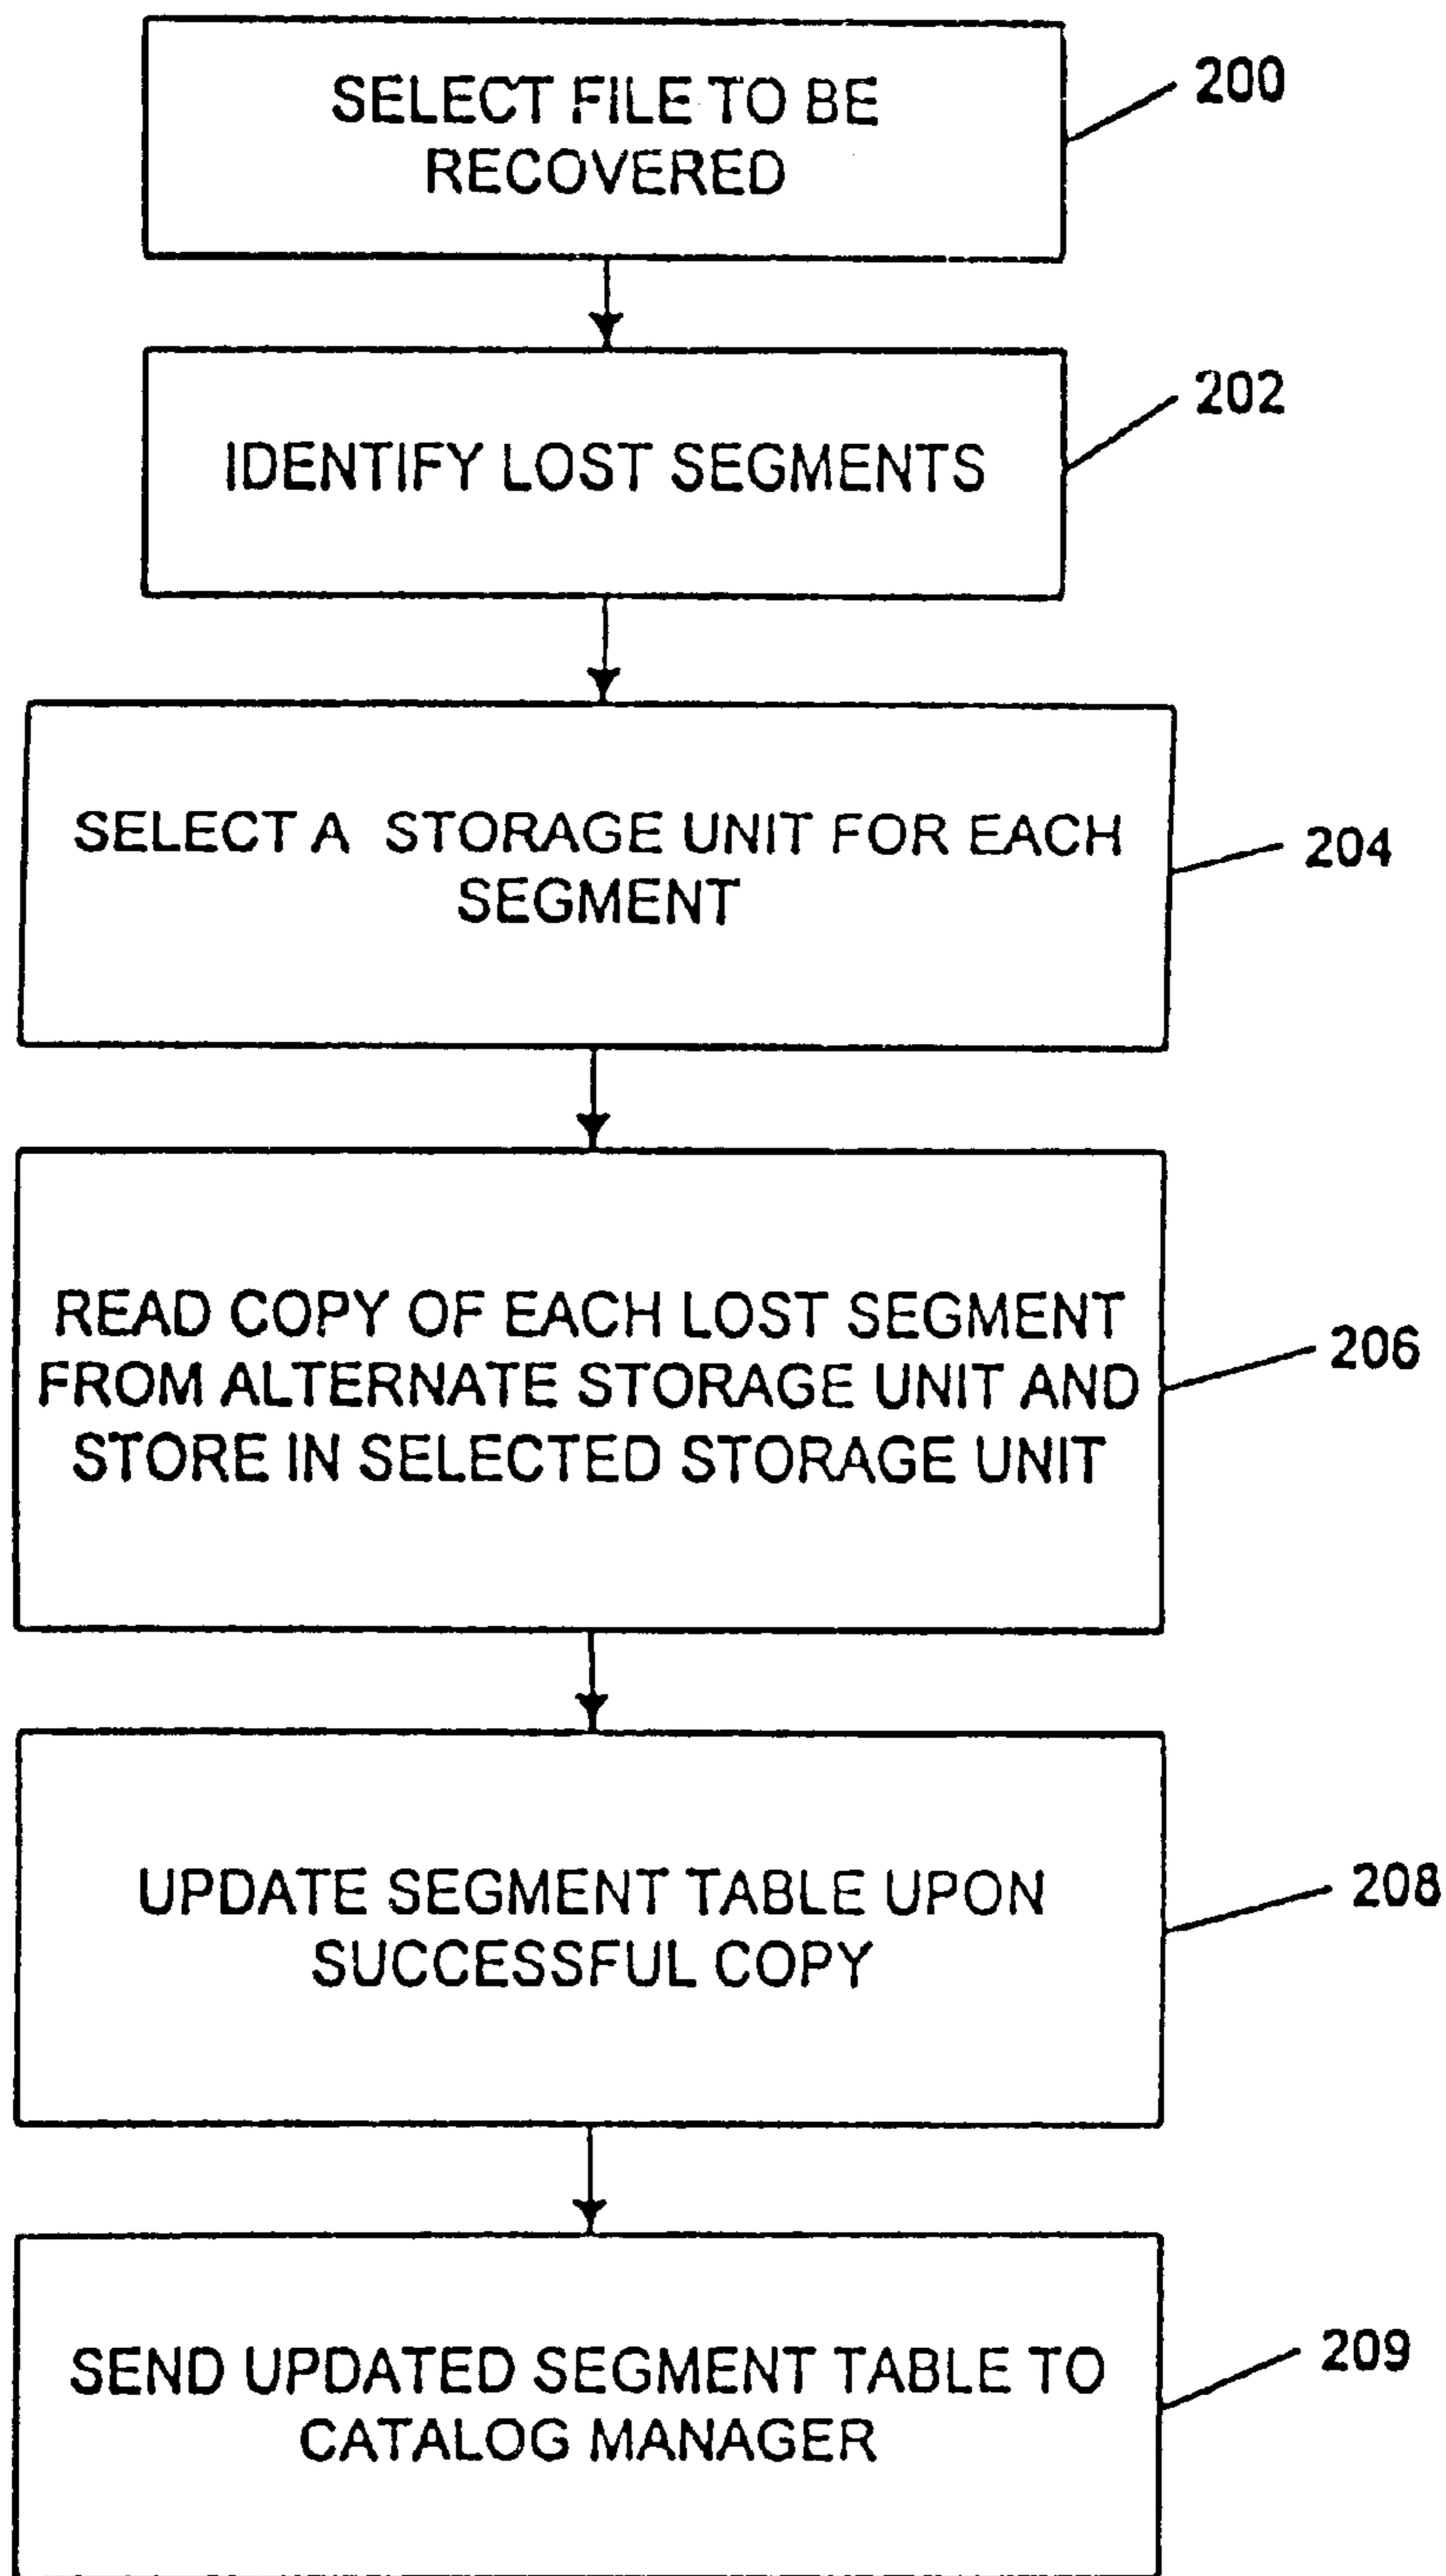 SELECT FILE TO BE
RECOVERED
200
IDENTIFY LOST SEGMENTS
202
SELECT A STORAGE UNIT FOR EACH
SEGMENT
204
READ COPY OF EACH LOST SEGMENT
FROM ALTERNATE STORAGE UNIT AND
STORE IN SELECTED STORAGE UNIT
206
UPDATE SEGMENT TABLE UPON
SUCCESSFUL COPY
208
SEND UPDATED SEGMENT TABLE TO
CATALOG MANAGER
209